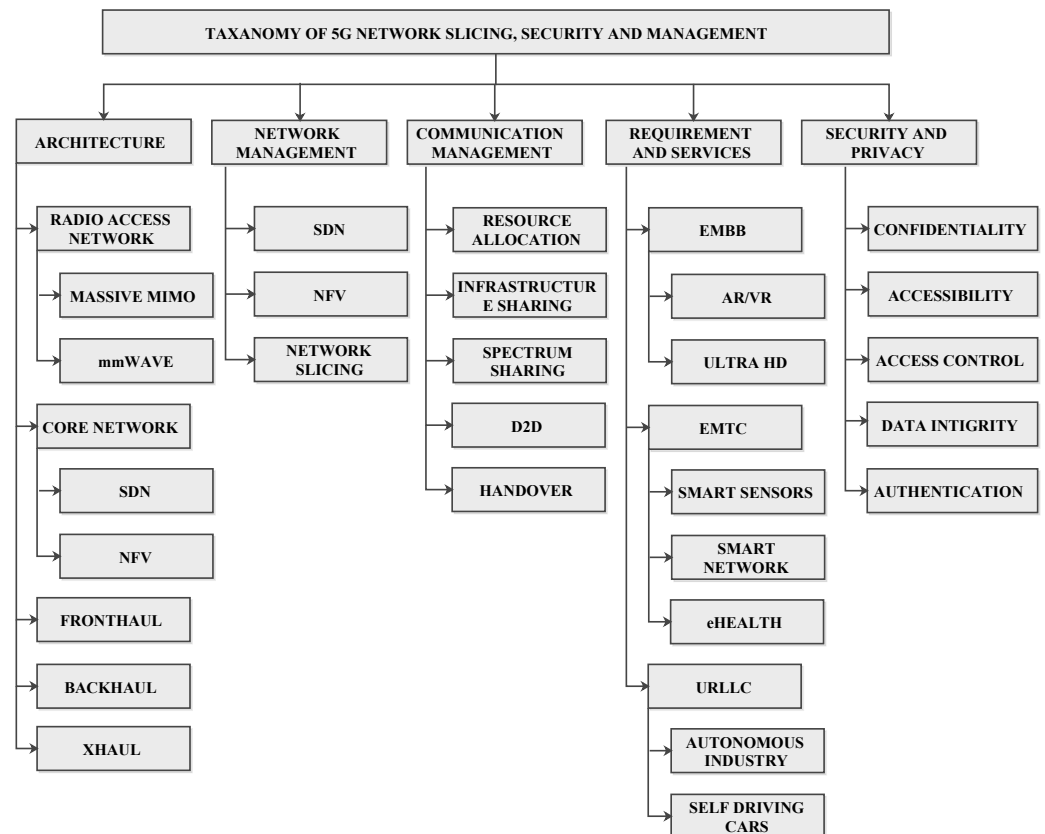 TAXANOMY OF 5G NETWORK SLICING, SECURITY AND MANAGEMENT
ARCHITECTURE
RADIO ACCESS
NETWORK
MASSIVE MIMO
mmWAVE
CORE NETWORK
SDN
NFV
FRONTHAUL
BACKHAUL
XHAUL
NETWORK
MANAGEMENT
SDN
NFV
NETWORK
SLICING
COMMUNICATION
MANAGEMENT
RESOURCE
ALLOCATION
INFRASTRUCTUR
E SHARING
SPECTRUM
SHARING
D2D
HANDOVER
REQUIREMENT
AND SERVICES
EMBB
AR/VR
ULTRA HD
EMTC
SMART SENSORS
SMART
NETWORK
eHEALTH
URLLC
AUTONOMOUS
INDUSTRY
SELF DRIVING
CARS
SECURITY AND
PRIVACY
CONFIDENTIALITY
ACCESSIBILITY
ACCESS CONTROL
DATA INTIGRITY
AUTHENTICATION